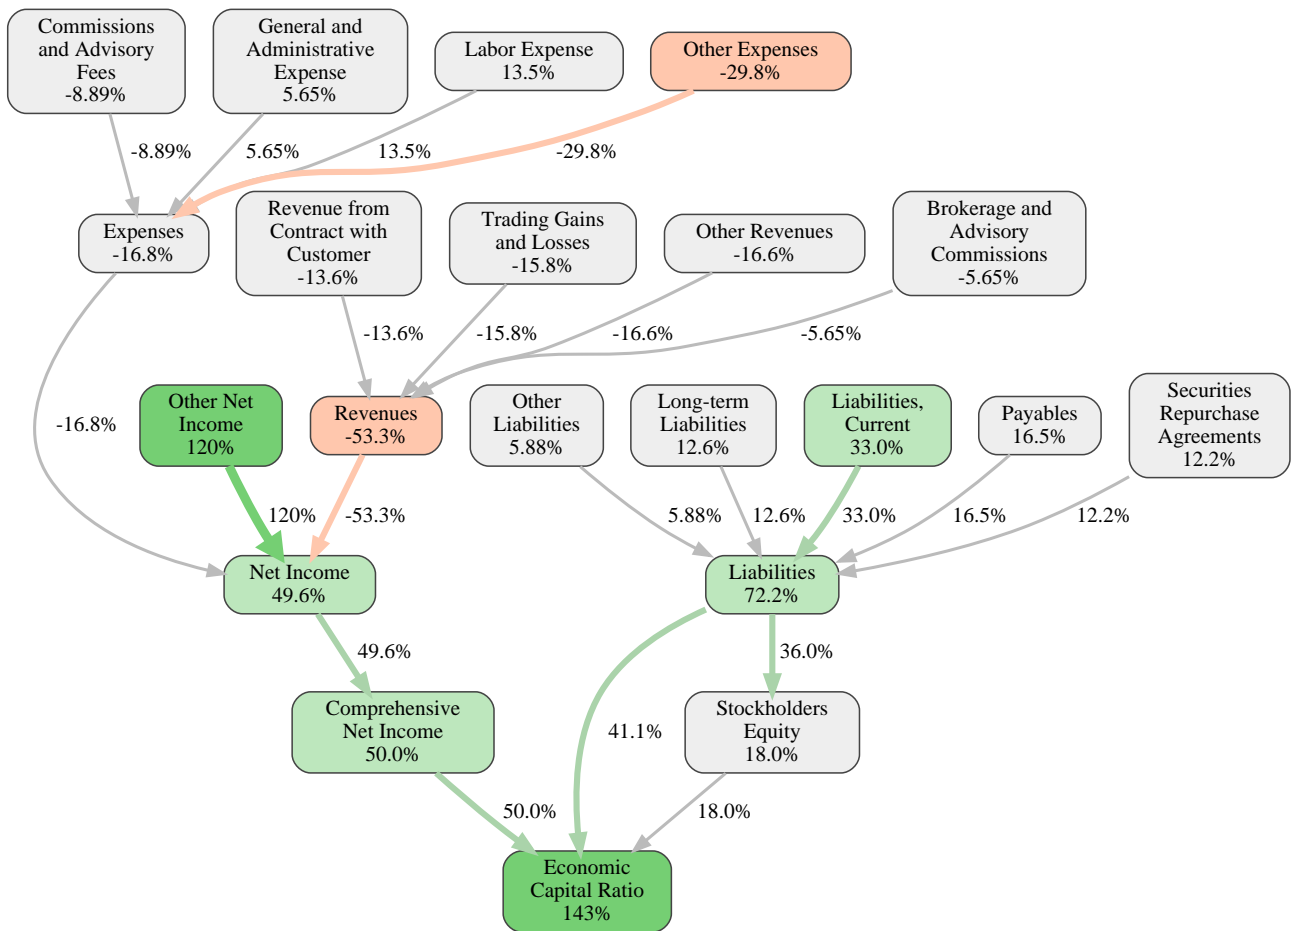 Commissions
and Advisory
Fees
-8.89%
General and
Administrative
Expense
5.65%
Labor Expense
13.5%
Other Expenses
-29.8%
-8.89%
5.65%
13.5%
-29.8%
Expenses
-16.8%
Revenue from
Contract with
Customer
-13.6%
Trading Gains
and Losses
-15.8%
Other Revenues
-16.6%
Brokerage and
Advisory
Commissions
-5.65%
-13.6%
-15.8%
-16.6%
-5.65%
-16.8%
Other Net
Income
120%
Revenues
-53.3%
Other
Liabilities
5.88%
Long-term
Liabilities
12.6%
Liabilities,
Current
33.0%
Payables
16.5%
Securities
Repurchase
Agreements
12.2%
120%
-53.3%
5.88%
12.6%
33.0%
16.5%
12.2%
Net Income
49.6%
Liabilities
72.2%
49.6%
36.0%
Comprehensive
Net Income
50.0%
41.1%
Stockholders
Equity
18.0%
50.0%
18.0%
Economic
Capital Ratio
143%